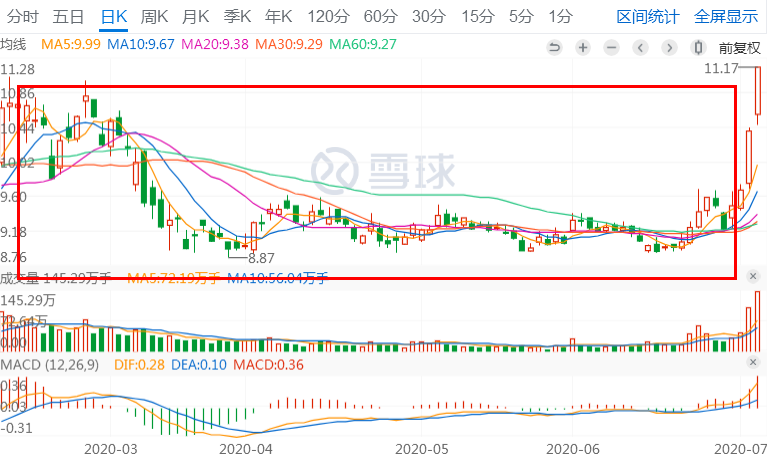 分时 五日 日K 周K 月K 季K 年K 120分 60分 30分 15分 5分 1分 区间统计 全屏显示
均线 MA5:9.99 MA10:9.67 MA20:9.38 MA30:9.29 MA60:9.27 前复权
11.28
11.17
10.86
10.44
10.02
雪球
9.60
9.18
8.76
8.87
成交量 145.29万手 MA5:72.19万手 MA10:56.04万手
145.29万
72.64万
0.00
MACD (12,26,9) DIF:0.28 DEA:0.10 MACD:0.36
0.36
0.03
-0.31
2020-03 2020-04 2020-05 2020-06 2020-07